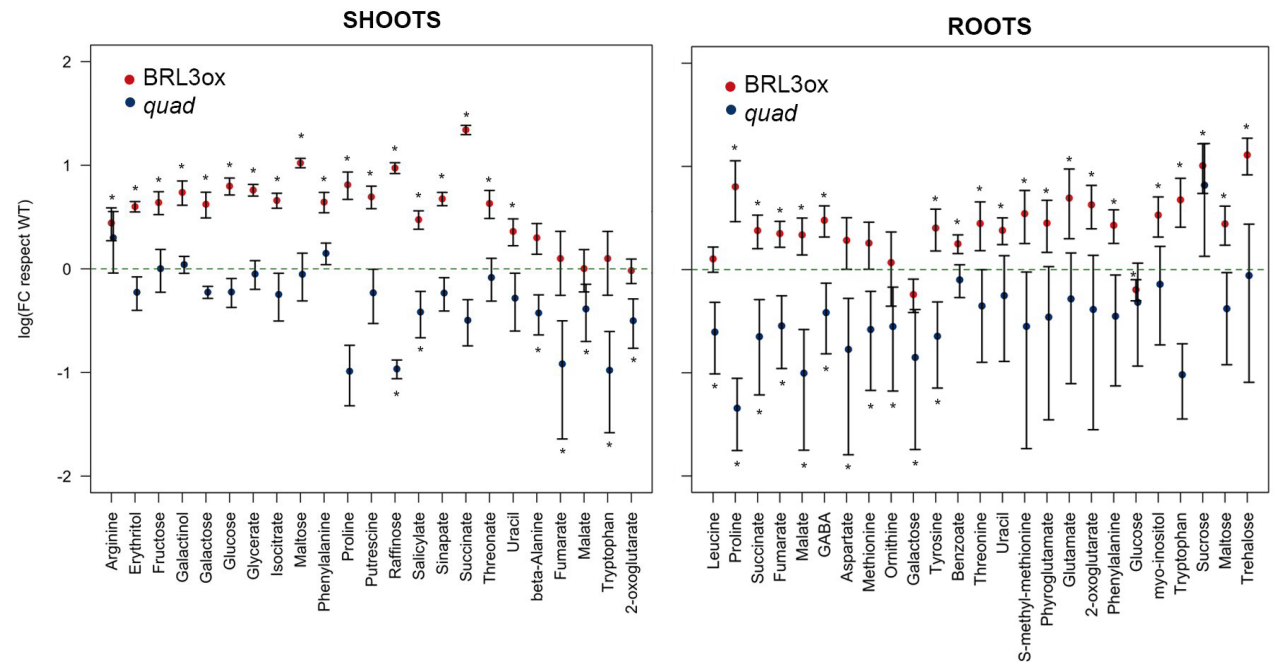 SHOOTS
ROOTS
BRL3ox
quad
BRL3ox
quad
log(FC respect WT)
2
1
0
-1
-2
Arginine
Erythritol
Fructose
Galactinol
Galactose
Glucose
Glycerate
Isocitrate
Maltose
Phenylalanine
Proline
Putrescine
Raffinose
Salicylate
Sinapate
Succinate
Threonate
Uracil
beta-Alanine
Fumarate
Malate
Tryptophan
2-oxoglutarate
Leucine
Proline
Succinate
Fumarate
Malate
GABA
Aspartate
Methionine
Ornithine
Galactose
Tyrosine
Benzoate
Threonine
Uracil
S-methyl-methionine
Phyroglutamate
Glutamate
2-oxoglutarate
Phenylalanine
Glucose
myo-inositol
Tryptophan
Sucrose
Maltose
Trehalose